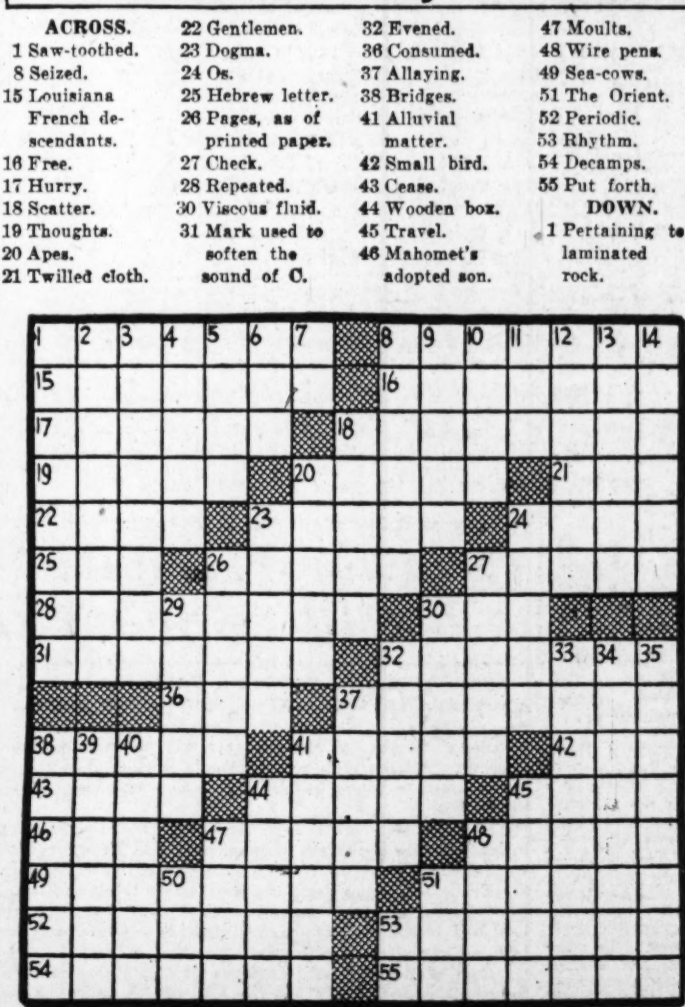 ACROSS.
1 Saw-toothed.
8 Seized.
15 Louisiana
French de-
scendants.
16 Free.
17 Hurry.
18 Scatter.
19 Thoughts.
20 Apes.
21 Twilled cloth.
22 Gentlemen.
23 Dogma.
24 Os.
25 Hebrew letter.
26 Pages, as of
printed paper.
27 Check.
28 Repeated.
30 Viscous fluid.
31 Mark used to
soften the
sound of C.
32 Evened.
36 Consumed.
37 Allaying.
38 Bridges.
41 Alluvial
matter.
42 Small bird.
43 Cease.
44 Wooden box.
45 Travel.
46 Mahomet's
adopted son.
47 Moults.
48 Wire pens.
49 Sea-cows.
51 The Orient.
52 Periodic.
53 Rhythm.
54 Decamps.
55 Put forth.
DOWN.
1 Pertaining to
laminated
rock.
1 2 3 4 5 6 7 8 9 10 11 12 13 14
15 16
17 18
19 20 21
22 23 24
25 26 27
28 29 30
31 32 33 34 35
36 37
38 39 40 41 42
43 44 45
46 47 48
49 50 51
52 53
54 55